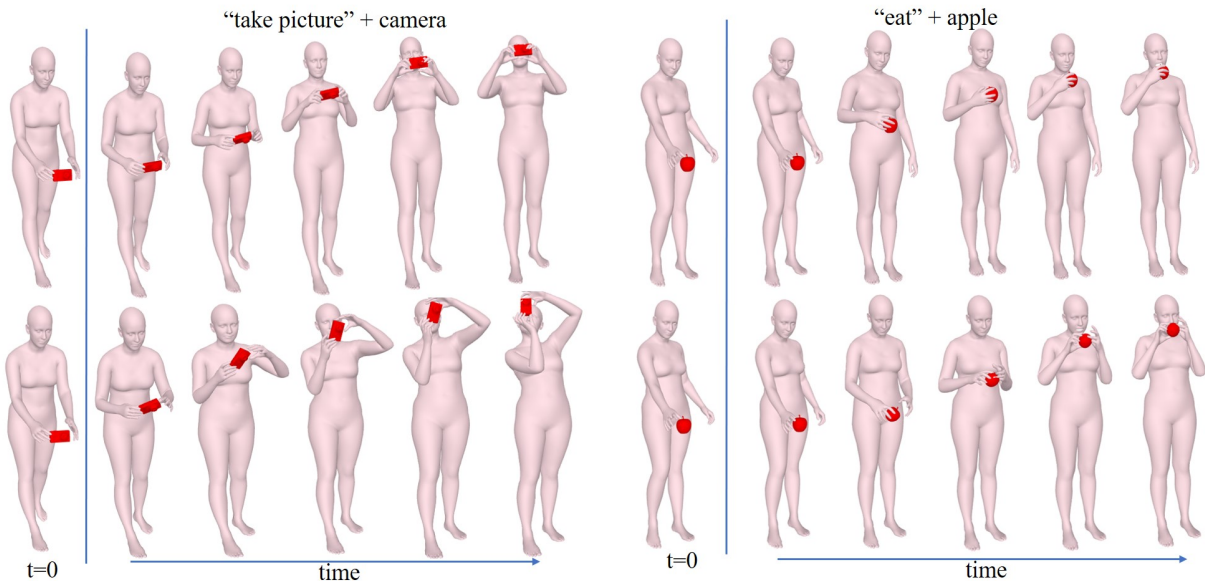 “take picture” + camera
“eat” + apple
t=0
time
t=0
time